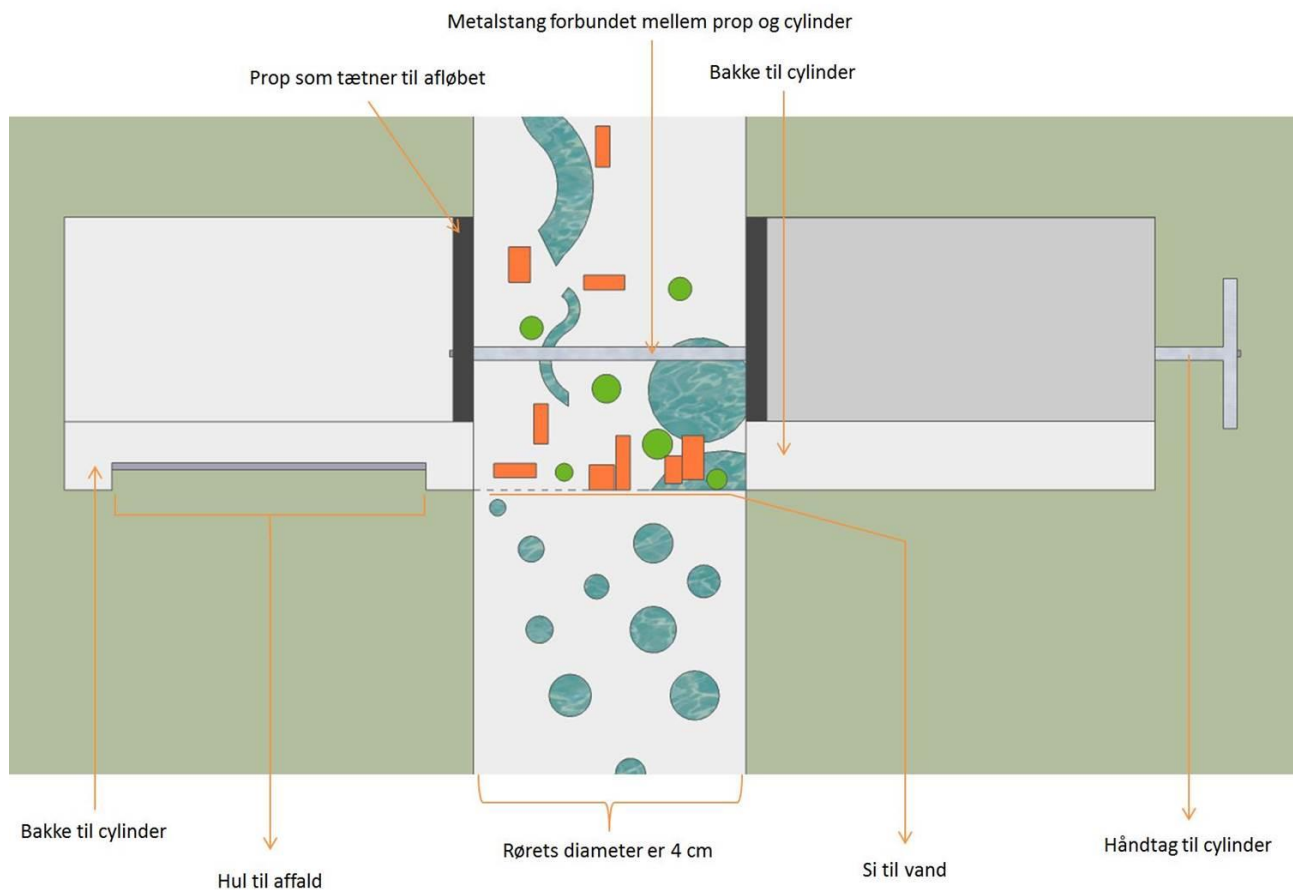 Metalstang forbundet mellem prop og cylinder
Prop som tætner til afløbet
Bakke til cylinder
Bakke til cylinder
Hul til affald
Rørets diameter er 4 cm
Si til vand
Håndtag til cylinder